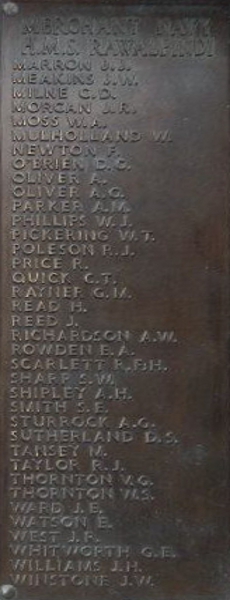 MERCHANT NAVY
H.M.S. RAWALPINDI
MARRON J.J.
MEAKINS J.W.
MILNE C.D.
MORGAN J.R.
MOSS W.A.
MULHOLLAND W.
NEWTON F.
O'BRIEN D.C.
OLIVER A.
OLIVER A.G.
PARKER A.M.
PHILLIPS W.J.
PICKERING W.T.
POLESON R.J.
PRICE R.
QUICK C.T.
RAYNER G.M.
READ H.
REED J.
RICHARDSON A.W.
ROWDEN E.A.
SCARLETT R.F.H.
SHARP S.W.
SHIPLEY A.H.
SMITH S.E.
STURROCK A.G.
SUTHERLAND D.S.
TANSEY M.
TAYLOR R.J.
THORNTON V.G.
THORNTON W.S.
WARD J.E.
WATSON E.
WEST J.R.
WHITWORTH G.E.
WILLIAMS J.H.
WINSTONE J.W.